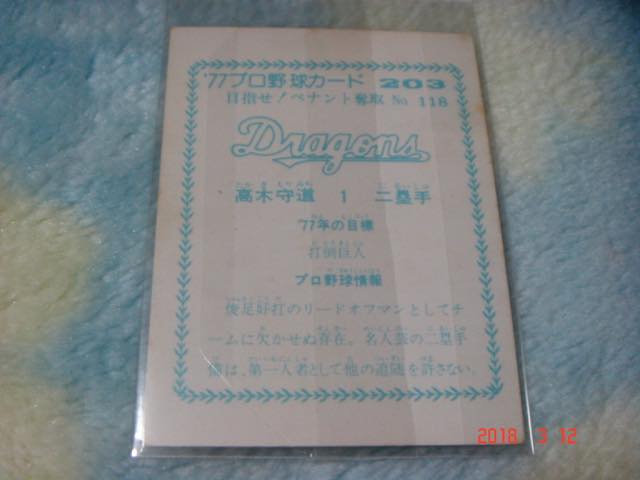 '77プロ野球カード 203
目指せ!ペナント奪取 No 118
Dragons
高木守道 1 二塁手
'77年の目標
打倒巨人
プロ野球情報
俊足好打のリードオフマンとしてチ
ームに欠かせぬ存在。名人芸の二塁手
は、第一人者として他の追随を許さない。
2018 3 12